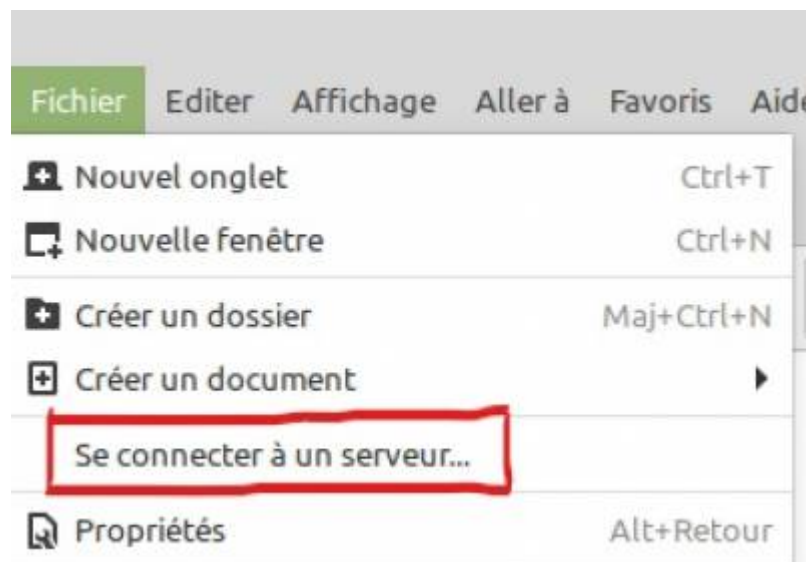 Fichier Editer Affichage Aller à Favoris
Nouvel onglet Ctrl+T
Nouvelle fenêtre Ctrl+N
Créer un dossier Maj+Ctrl+N
Créer un document
Se connecter à un serveur...
Propriétés Alt+Retour